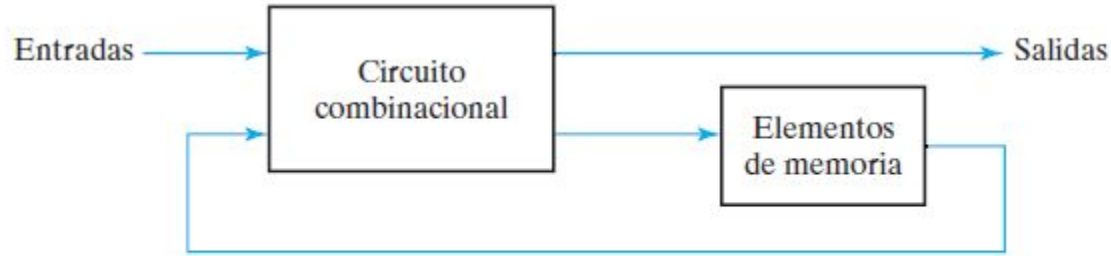 Entradas
Circuito
combinacional
Salidas
Elementos
de memoria